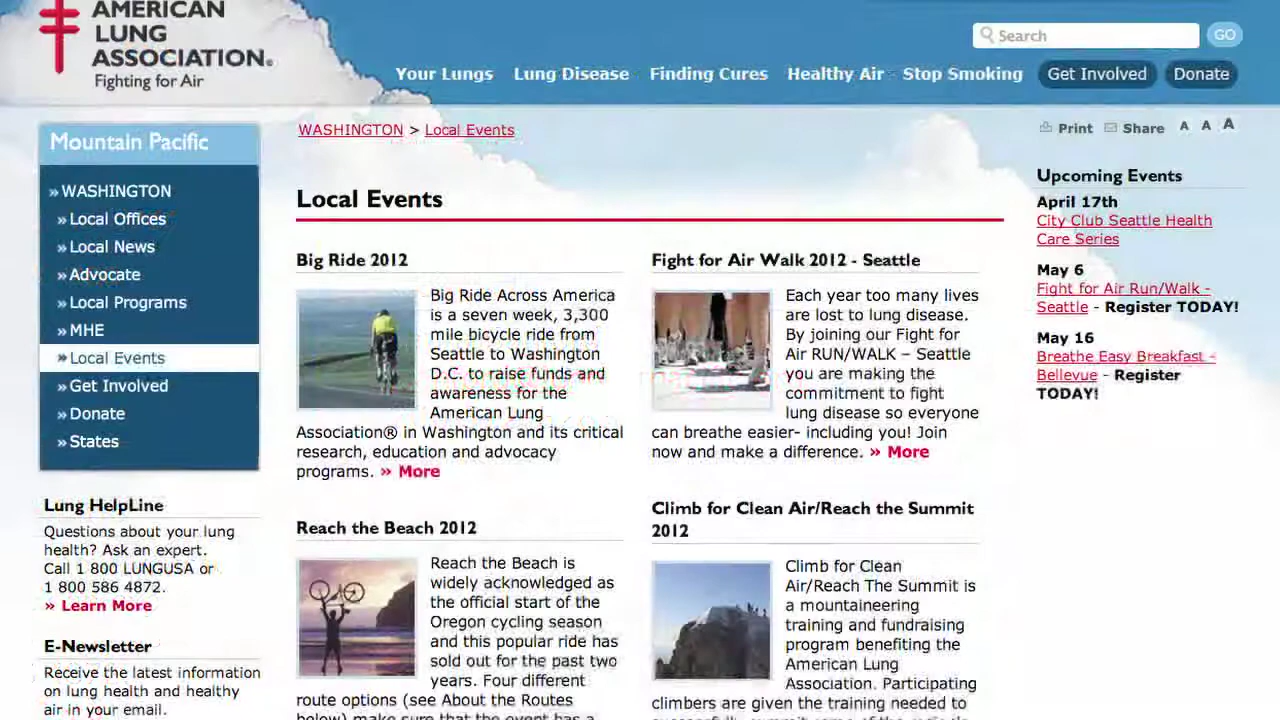 AMERICAN
LUNG
ASSOCIATION®
Fighting for Air
Search
GO
Your Lungs
Lung Disease
Finding Cures
Healthy Air
Stop Smoking
Get Involved
Donate
Mountain Pacific
» WASHINGTON
» Local Offices
» Local News
» Advocate
» Local Programs
» MHE
» Local Events
» Get Involved
» Donate
» States
Lung HelpLine
Questions about your lung
health? Ask an expert.
Call 1 800 LUNGUSA or
1 800 586 4872.
» Learn More
E-Newsletter
Receive the latest information
on lung health and healthy
air in your email.
WASHINGTON > Local Events
Local Events
Big Ride 2012
Big Ride Across America
is a seven week, 3,300
mile bicycle ride from
Seattle to Washington
D.C. to raise funds and
awareness for the
American Lung
Association® in Washington and its critical
research, education and advocacy
programs. » More
Fight for Air Walk 2012 - Seattle
Each year too many lives
are lost to lung disease.
By joining our Fight for
Air RUN/WALK – Seattle
you are making the
commitment to fight
lung disease so everyone
can breathe easier- including you! Join
now and make a difference. » More
Reach the Beach 2012
Reach the Beach is
widely acknowledged as
the official start of the
Oregon cycling season
and this popular ride has
sold out for the past two
years. Four different
route options (see About the Routes
below) make sure that the event has a
Climb for Clean Air/Reach the Summit
2012
Climb for Clean
Air/Reach The Summit is
a mountaineering
training and fundraising
program benefiting the
American Lung
Association. Participating
climbers are given the training needed to
Print
Share
A A A
Upcoming Events
April 17th
City Club Seattle Health
Care Series
May 6
Fight for Air Run/Walk -
Seattle - Register TODAY!
May 16
Breathe Easy Breakfast -
Bellevue - Register
TODAY!